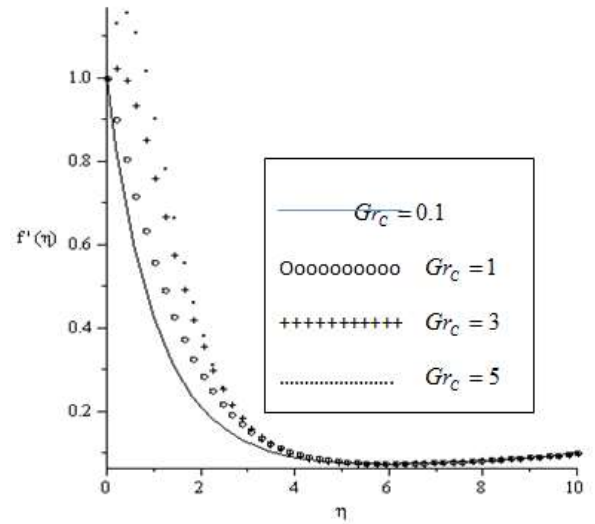 1.0
0.8
f'(η)
0.6
0.4
0.2
0 2 4 6 8 10
η
Gr_C = 0.1
Ooooooooooo Gr_C = 1
+++++++++++ Gr_C = 3
..................... Gr_C = 5